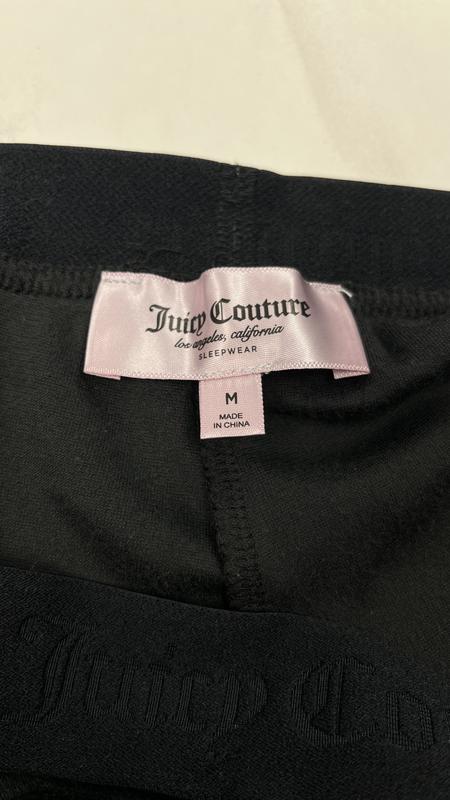 Juicy Couture
los angeles, california
SLEEPWEAR
M
MADE
IN CHINA
Juicy Co